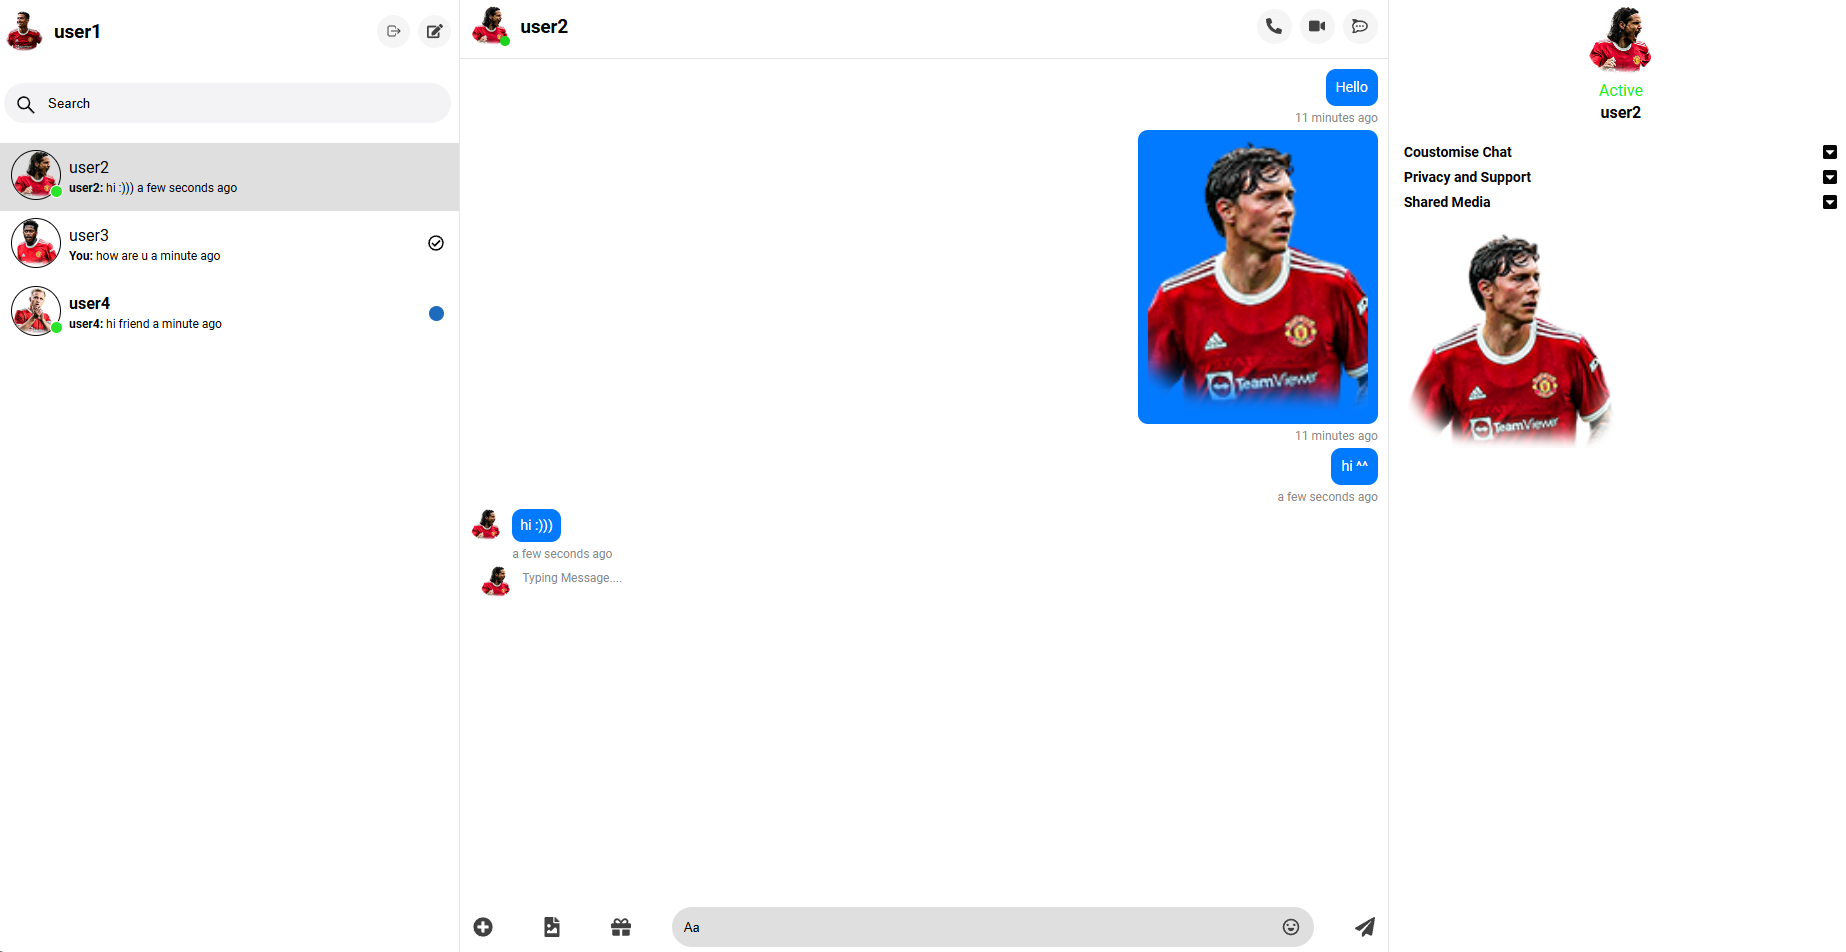 user1
Search
user2
user2: hi :))) a few seconds ago
user3
You: how are u a minute ago
user4
user4: hi friend a minute ago
user2
Hello
11 minutes ago
TeamViewer
11 minutes ago
hi ^^
a few seconds ago
hi :)))
a few seconds ago
Typing Message....
Aa
Active
user2
Coustomise Chat
Privacy and Support
Shared Media
TeamViewer